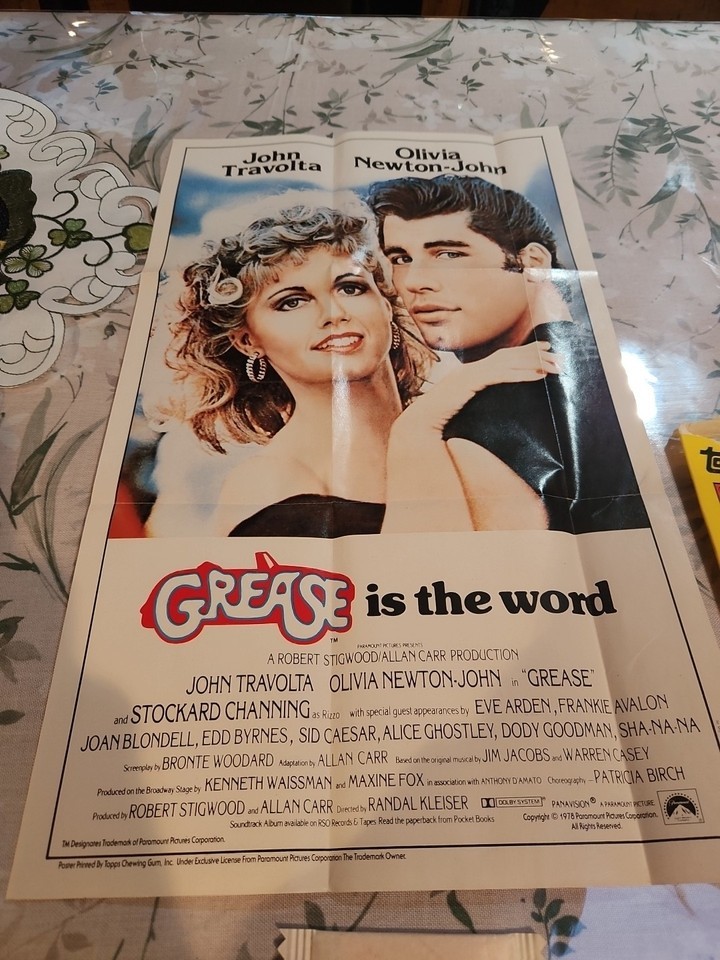 John Travolta
Olivia Newton-John
GREASE is the word
TM
PARAMOUNT PICTURES PRESENTS
A ROBERT STIGWOOD/ALLAN CARR PRODUCTION
JOHN TRAVOLTA OLIVIA NEWTON-JOHN in "GREASE"
and STOCKARD CHANNING as Rizzo with special guest appearances by EVE ARDEN, FRANKIE AVALON
JOAN BLONDELL, EDD BYRNES, SID CAESAR, ALICE GHOSTLEY, DODY GOODMAN, SHA-NA-NA
Screenplay by BRONTE WOODARD Adaptation by ALLAN CARR Based on the original musical by JIM JACOBS and WARREN CASEY
Produced on the Broadway Stage by KENNETH WAISSMAN and MAXINE FOX in association with ANTHONY D'AMATO Choreography – PATRICIA BIRCH
Produced by ROBERT STIGWOOD and ALLAN CARR Directed by RANDAL KLEISER DOLBY SYSTEM PANAVISION® A PARAMOUNT PICTURE
Soundtrack Album available on RSO Records & Tapes Read the paperback from Pocket Books
Copyright © 1978 Paramount Pictures Corporation.
All Rights Reserved.
TM Designates Trademark of Paramount Pictures Corporation.
Poster Printed By Topps Chewing Gum, Inc. Under Exclusive License From Paramount Pictures Corporation The Trademark Owner.